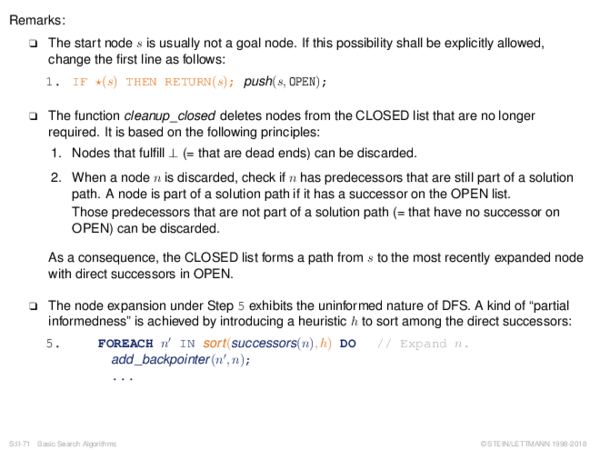 Remarks:
❑ The start node s is usually not a goal node. If this possibility shall be explicitly allowed,
change the first line as follows:
1. IF ⋆(s) THEN RETURN(s); push(s, OPEN);
❑ The function cleanup_closed deletes nodes from the CLOSED list that are no longer
required. It is based on the following principles:
1. Nodes that fulfill ⊥ (= that are dead ends) can be discarded.
2. When a node n is discarded, check if n has predecessors that are still part of a solution
path. A node is part of a solution path if it has a successor on the OPEN list.
Those predecessors that are not part of a solution path (= that have no successor on
OPEN) can be discarded.
As a consequence, the CLOSED list forms a path from s to the most recently expanded node
with direct successors in OPEN.
❑ The node expansion under Step 5 exhibits the uninformed nature of DFS. A kind of “partial
informedness” is achieved by introducing a heuristic h to sort among the direct successors:
5. FOREACH n′ IN sort(successors(n), h) DO // Expand n.
add_backpointer(n′, n);
...
S:II-71 Basic Search Algorithms ©STEIN/LETTMANN 1998-2018